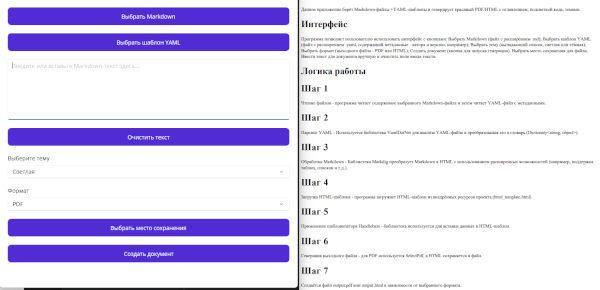 Выбрать Markdown
Выбрать шаблон YAML
Введите или вставьте Markdown-текст здесь...
Очистить текст
Выберите тему
Светлая
Формат
PDF
Выбрать место сохранения
Создать документ
Данное приложение берёт Markdown-файлы +YAML-шаблоны и генерирует красивый PDF/HTML с оглавлением, подсветкой кода, темами.
Интерфейс
Программа позволяет пользователю использовать интерфейс с кнопками: Выбрать Markdown (файл с расширением .md); Выбрать шаблон YAML
(файл с расширением .yaml, содержащий метаданные - автора и версию, например); Выбрать тему (выпадающий список, светлая или тёмная);
Выбрать формат (выходного файла - PDF или HTML); Создать документ (кнопка для запуска генерации). Выбрать место сохранения для файла;
Ввести текст для документа вручную и очистить поле ввода текста.
Логика работы
Шаг 1
Чтение файлов - программа читает содержимое выбранного Markdown-файла и затем читает YAML-файл с метаданными.
Шаг 2
Парсинг YAML - Используется библиотека YamlDotNet для анализа YAML-файла и преобразования его в словарь (Dictionary<string, object>).
Шаг 3
Обработка Markdown - Библиотека Markdig преобразует Markdown в HTML с использованием расширенных возможностей (например, поддержка
таблиц, сносков и т.д.).
Шаг 4
Загрузка HTML-шаблона - программа загружает HTML-шаблон из внедрённых ресурсов проекта (html_template.html).
Шаг 5
Применение шаблонизатора Handlebars - библиотека используется для вставки данных в HTML-шаблон.
Шаг 6
Генерация выходного файла - для PDF используется SelectPdf, а HTML сохраняется в файл.
Шаг 7
Создаётся файл output.pdf или output.html в зависимости от выбранного формата.